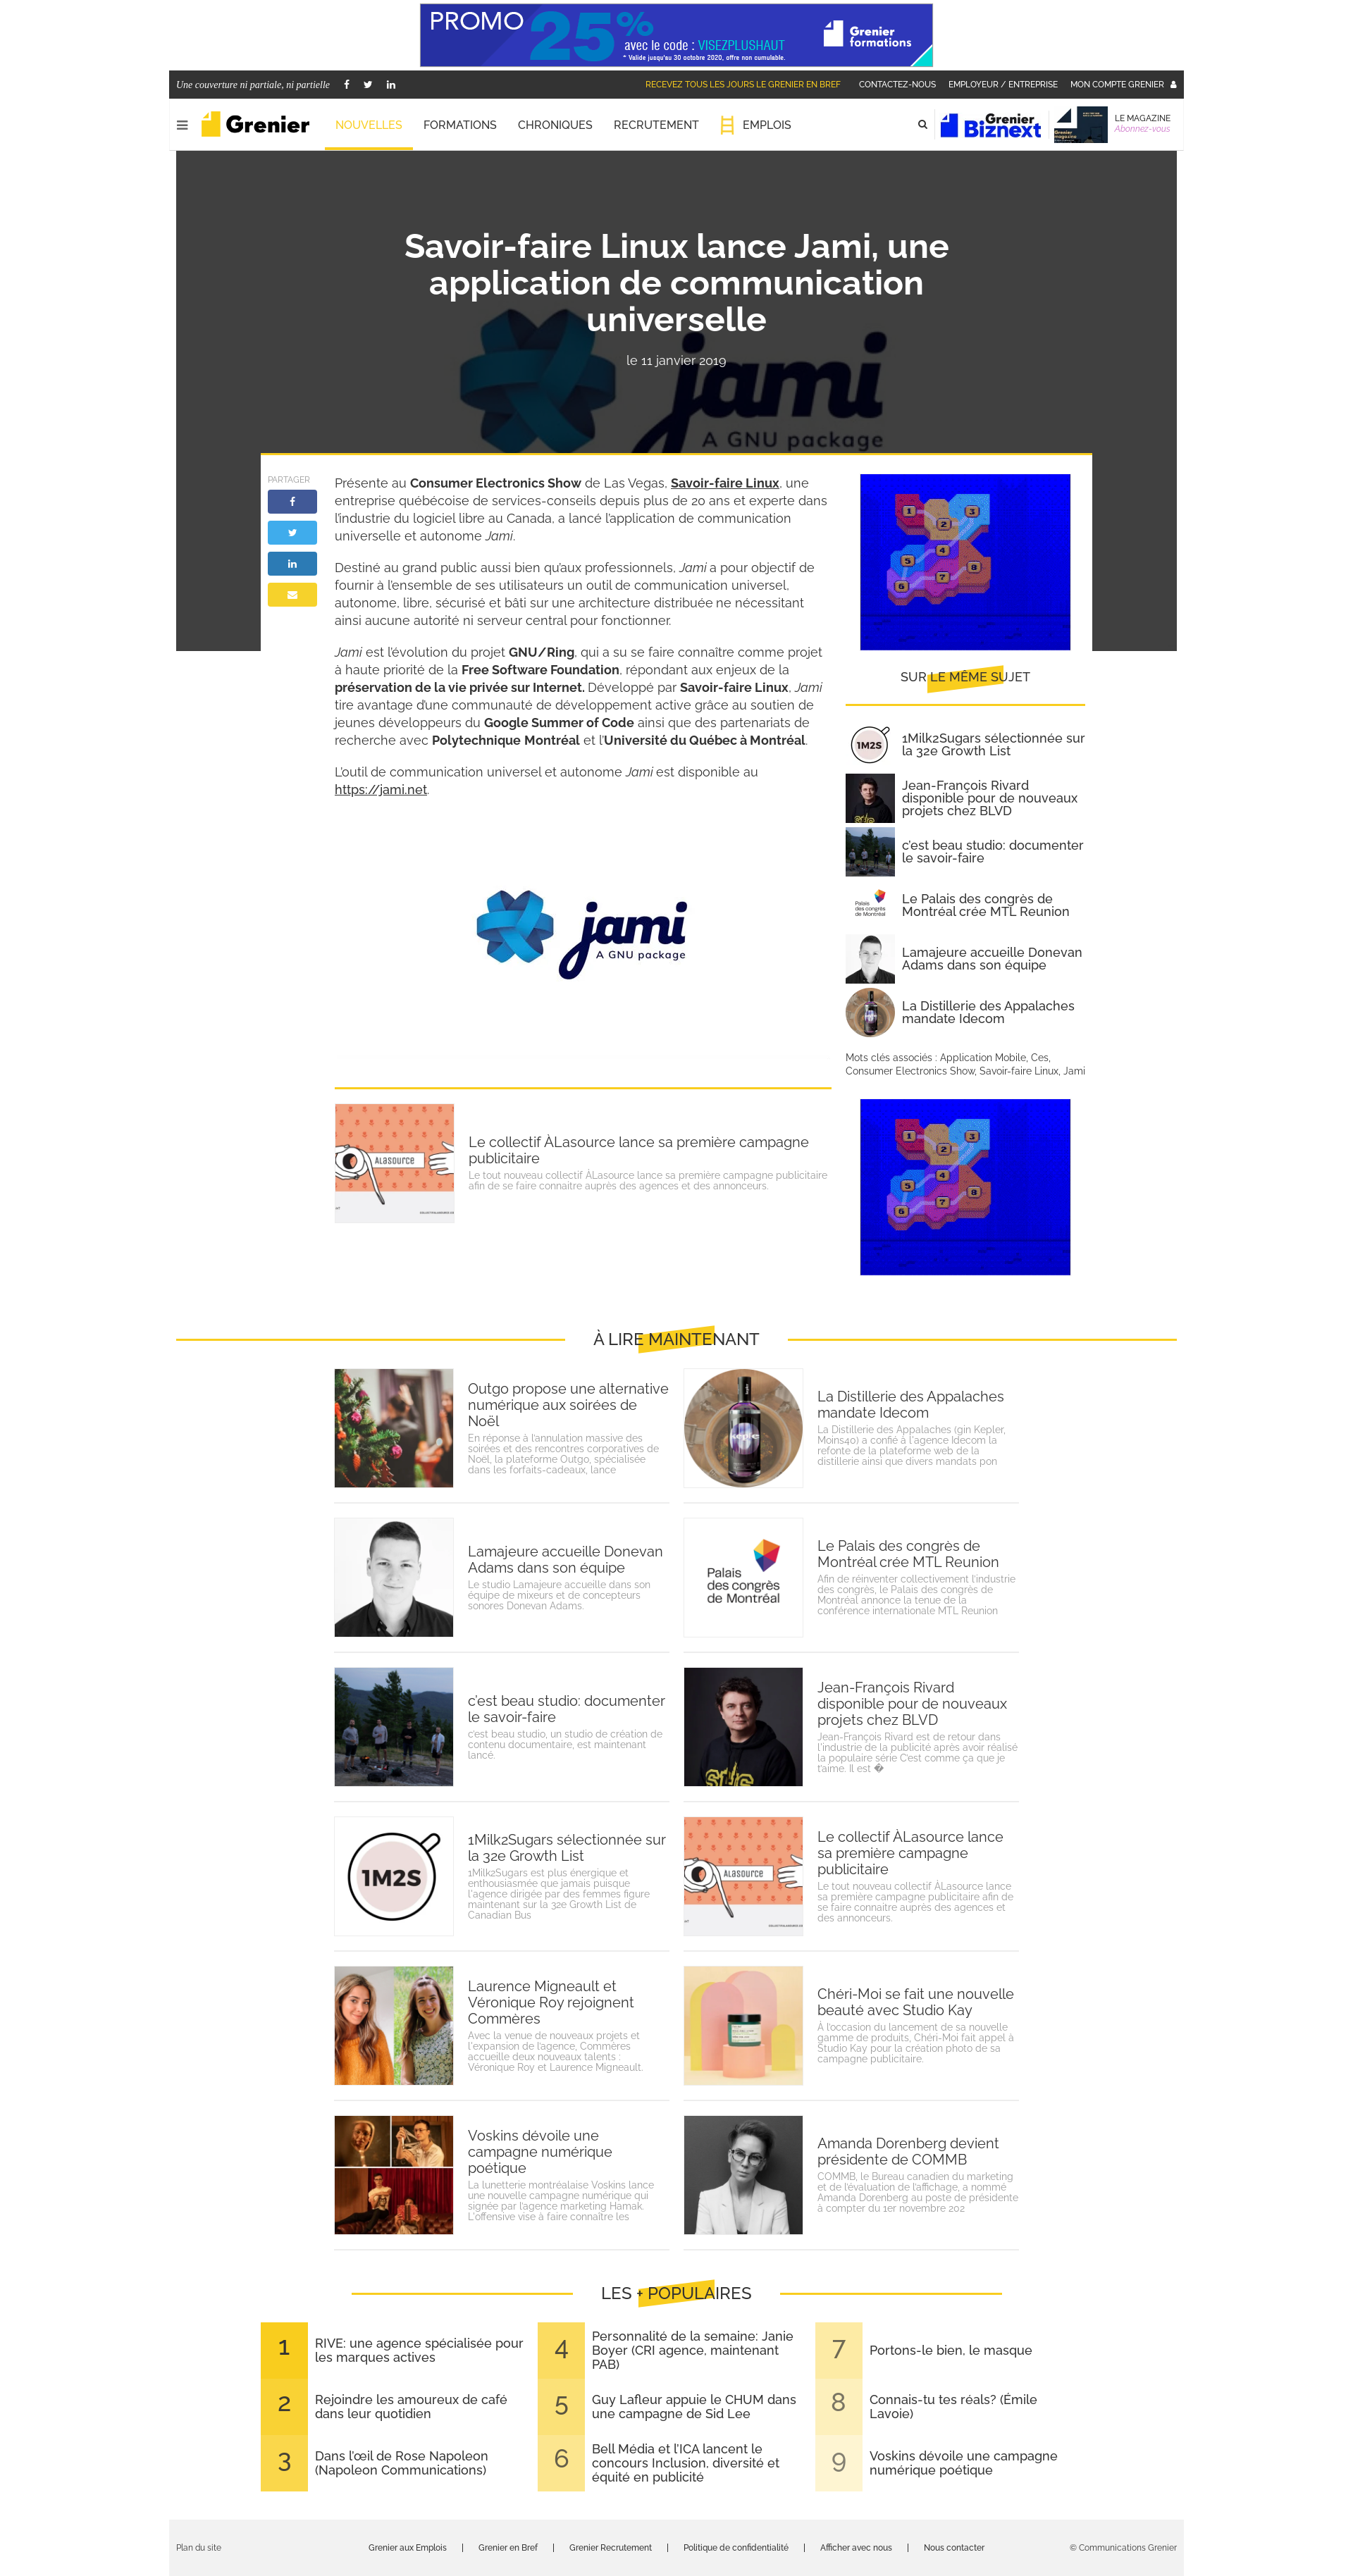 PROMO 25%
avec le code : VISEZPLUSHAUT
* Valide jusqu'au 30 octobre 2020, offre non cumulable.
Grenier
formations
Une couverture ni partiale, ni partielle
RECEVEZ TOUS LES JOURS LE GRENIER EN BREF
CONTACTEZ-NOUS
EMPLOYEUR / ENTREPRISE
MON COMPTE GRENIER
Grenier
NOUVELLES
FORMATIONS
CHRONIQUES
RECRUTEMENT
EMPLOIS
Grenier
Biznext
LE MAGAZINE
Abonnez-vous
Savoir-faire Linux lance Jami, une
application de communication
universelle
le 11 janvier 2019
jami
A GNU package
PARTAGER
Présente au Consumer Electronics Show de Las Vegas, Savoir-faire Linux, une
entreprise québécoise de services-conseils depuis plus de 20 ans et experte dans
l'industrie du logiciel libre au Canada, a lancé l'application de communication
universelle et autonome Jami.
Destiné au grand public aussi bien qu'aux professionnels, Jami a pour objectif de
fournir à l'ensemble de ses utilisateurs un outil de communication universel,
autonome, libre, sécurisé et bâti sur une architecture distribuée ne nécessitant
ainsi aucune autorité ni serveur central pour fonctionner.
Jami est l'évolution du projet GNU/Ring, qui a su se faire connaître comme projet
à haute priorité de la Free Software Foundation, répondant aux enjeux de la
préservation de la vie privée sur Internet. Développé par Savoir-faire Linux, Jami
tire avantage d'une communauté de développement active grâce au soutien de
jeunes développeurs du Google Summer of Code ainsi que des partenariats de
recherche avec Polytechnique Montréal et l'Université du Québec à Montréal.
L'outil de communication universel et autonome Jami est disponible au
https://jami.net.
jami
A GNU package
1 2 3
4
5
6 7 8
SUR LE MÊME SUJET
1M2S
1Milk2Sugars sélectionnée sur
la 32e Growth List
Jean-François Rivard
disponible pour de nouveaux
projets chez BLVD
c'est beau studio: documenter
le savoir-faire
Palais
des congrès
de Montréal
Le Palais des congrès de
Montréal crée MTL Reunion
Lamajeure accueille Donevan
Adams dans son équipe
La Distillerie des Appalaches
mandate Idecom
Mots clés associés : Application Mobile, Ces,
Consumer Electronics Show, Savoir-faire Linux, Jami
1 2 3
4
5
6 7 8
ALASOURCE
Le collectif ÀLasource lance sa première campagne
publicitaire
Le tout nouveau collectif ÀLasource lance sa première campagne publicitaire
afin de se faire connaitre auprès des agences et des annonceurs.
À LIRE MAINTENANT
Outgo propose une alternative
numérique aux soirées de
Noël
En réponse à l'annulation massive des
soirées et des rencontres corporatives de
Noël, la plateforme Outgo, spécialisée
dans les forfaits-cadeaux, lance
La Distillerie des Appalaches
mandate Idecom
La Distillerie des Appalaches (gin Kepler,
Moins40) a confié à l'agence Idecom la
refonte de la plateforme web de la
distillerie ainsi que divers mandats pon
Lamajeure accueille Donevan
Adams dans son équipe
Le studio Lamajeure accueille dans son
équipe de mixeurs et de concepteurs
sonores Donevan Adams.
Palais
des congrès
de Montréal
Le Palais des congrès de
Montréal crée MTL Reunion
Afin de réinventer collectivement l'industrie
des congrès, le Palais des congrès de
Montréal annonce la tenue de la
conférence internationale MTL Reunion
c'est beau studio: documenter
le savoir-faire
c'est beau studio, un studio de création de
contenu documentaire, est maintenant
lancé.
Jean-François Rivard
disponible pour de nouveaux
projets chez BLVD
Jean-François Rivard est de retour dans
l'industrie de la publicité après avoir réalisé
la populaire série C'est comme ça que je
t'aime. Il est �
1M2S
1Milk2Sugars sélectionnée sur
la 32e Growth List
1Milk2Sugars est plus énergique et
enthousiasmée que jamais puisque
l'agence dirigée par des femmes figure
maintenant sur la 32e Growth List de
Canadian Bus
ALASOURCE
Le collectif ÀLasource lance
sa première campagne
publicitaire
Le tout nouveau collectif ÀLasource lance
sa première campagne publicitaire afin de
se faire connaitre auprès des agences et
des annonceurs.
Laurence Migneault et
Véronique Roy rejoignent
Commères
Avec la venue de nouveaux projets et
l'expansion de l'agence, Commères
accueille deux nouveaux talents :
Véronique Roy et Laurence Migneault.
Chéri-Moi se fait une nouvelle
beauté avec Studio Kay
À l'occasion du lancement de sa nouvelle
gamme de produits, Chéri-Moi fait appel à
Studio Kay pour la création photo de sa
campagne publicitaire.
Voskins dévoile une
campagne numérique
poétique
La lunetterie montréalaise Voskins lance
une nouvelle campagne numérique qui
signée par l'agence marketing Hamak.
L'offensive vise à faire connaître les
Amanda Dorenberg devient
présidente de COMMB
COMMB, le Bureau canadien du marketing
et de l'évaluation de l'affichage, a nommé
Amanda Dorenberg au poste de présidente
à compter du 1er novembre 202
LES + POPULAIRES
1
RIVE: une agence spécialisée pour
les marques actives
2
Rejoindre les amoureux de café
dans leur quotidien
3
Dans l'œil de Rose Napoleon
(Napoleon Communications)
4
Personnalité de la semaine: Janie
Boyer (CRI agence, maintenant
PAB)
5
Guy Lafleur appuie le CHUM dans
une campagne de Sid Lee
6
Bell Média et l'ICA lancent le
concours Inclusion, diversité et
équité en publicité
7
Portons-le bien, le masque
8
Connais-tu tes réals? (Émile
Lavoie)
9
Voskins dévoile une campagne
numérique poétique
Plan du site
Grenier aux Emplois | Grenier en Bref | Grenier Recrutement | Politique de confidentialité | Afficher avec nous | Nous contacter
© Communications Grenier